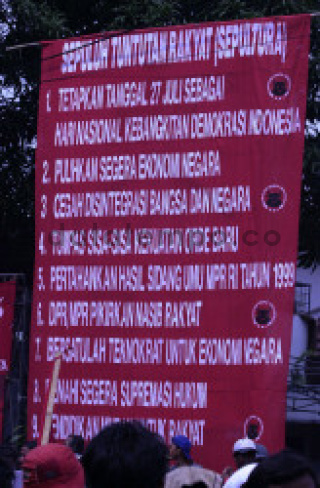 SEPULUH TUNTUTAN RAKYAT (SEPULTURA)
1. TETAPKAN TANGGAL 27 JULI SEBAGAI
HARI NASIONAL KEBANGKITAN DEMOKRASI INDONESIA
2. PULIHKAN SEGERA EKONOMI NEGARA
3 CEGAH DISINTEGRASI BANGSA DAN NEGARA
4 TUMPAS SISA-SISA KEKUATAN ORDE BARU
5. PERTAHANKAN HASIL SIDANG UMU MPR RI TAHUN 1999
6. DPR, MPR PIKIRKAN NASIB RAKYAT
7. BERSATULAH TEKNOKRAT UNTUK EKONOMI NEGARA
8. SEGERA SUPREMASI HUKUM
9. UNTUK RAKYAT